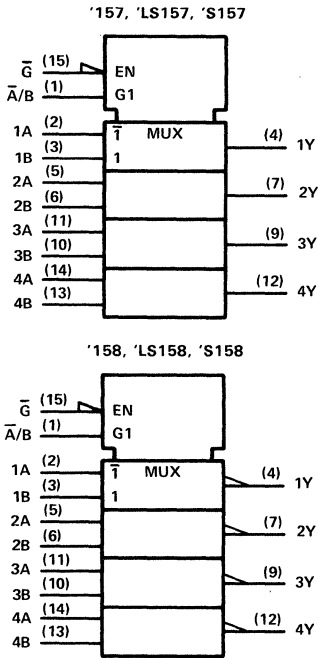 '157, 'LS157, 'S157
G̅ (15) EN
A̅/B (1) G1
1A (2) 1̅ MUX (4) 1Y
1B (3) 1
2A (5) (7) 2Y
2B (6)
3A (11) (9) 3Y
3B (10)
4A (14) (12) 4Y
4B (13)
'158, 'LS158, 'S158
G̅ (15) EN
A̅/B (1) G1
1A (2) 1̅ MUX (4) 1Y
1B (3) 1
2A (5) (7) 2Y
2B (6)
3A (11) (9) 3Y
3B (10)
4A (14) (12) 4Y
4B (13)